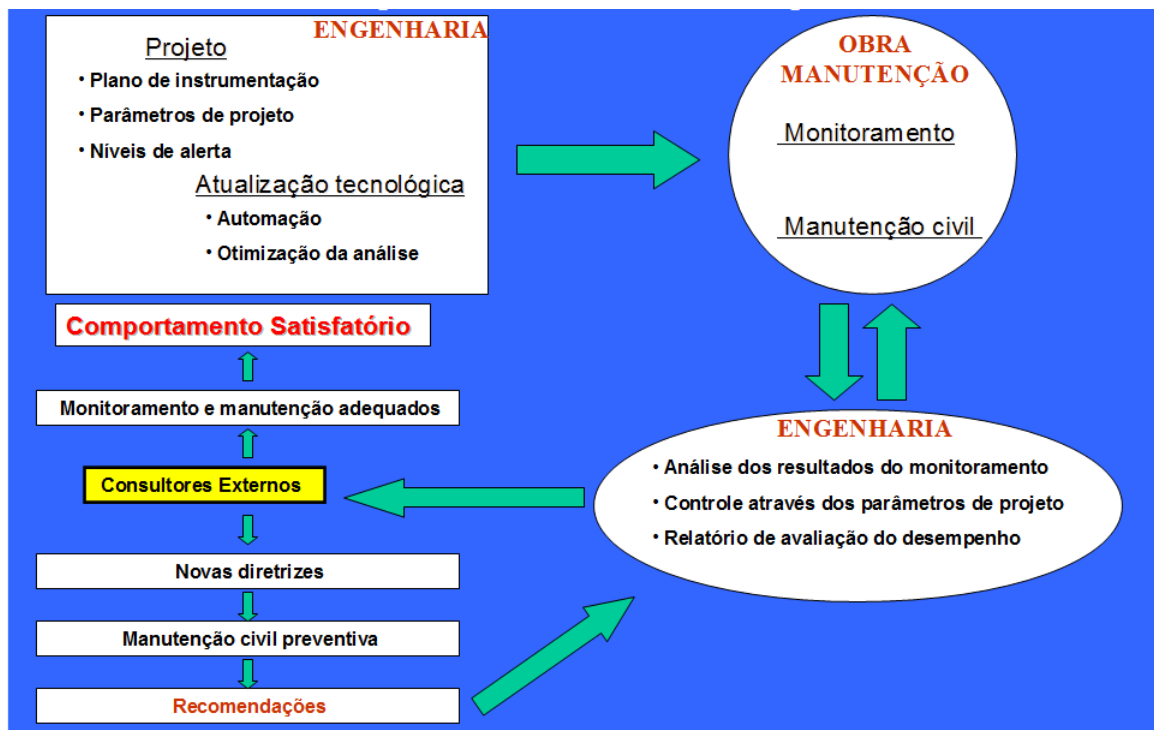 ENGENHARIA
Projeto
• Plano de instrumentação
• Parâmetros de projeto
• Níveis de alerta
Atualização tecnológica
• Automação
• Otimização da análise
OBRA
MANUTENÇÃO
Monitoramento
Manutenção civil
Comportamento Satisfatório
Monitoramento e manutenção adequados
Consultores Externos
Novas diretrizes
Manutenção civil preventiva
Recomendações
ENGENHARIA
• Análise dos resultados do monitoramento
• Controle através dos parâmetros de projeto
• Relatório de avaliação do desempenho